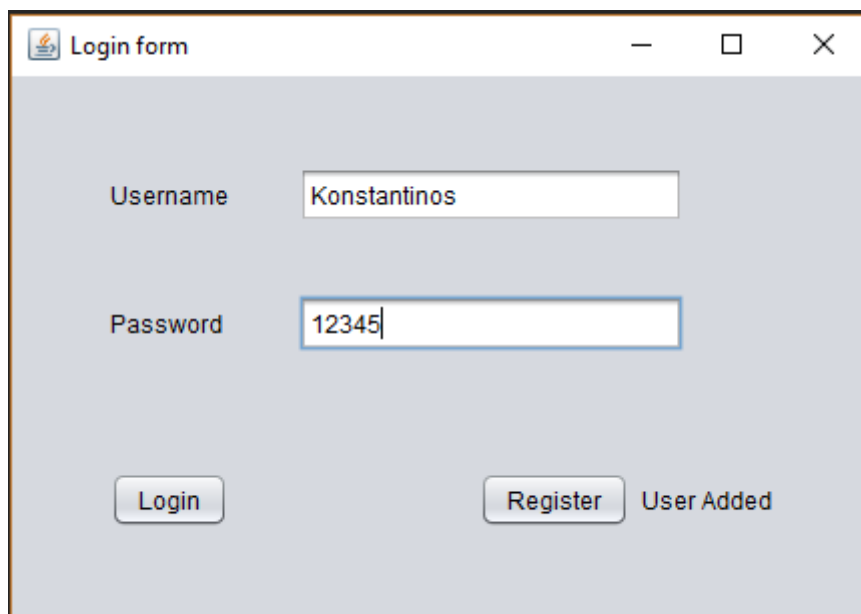 Login form
Username Konstantinos
Password 12345
Login Register User Added